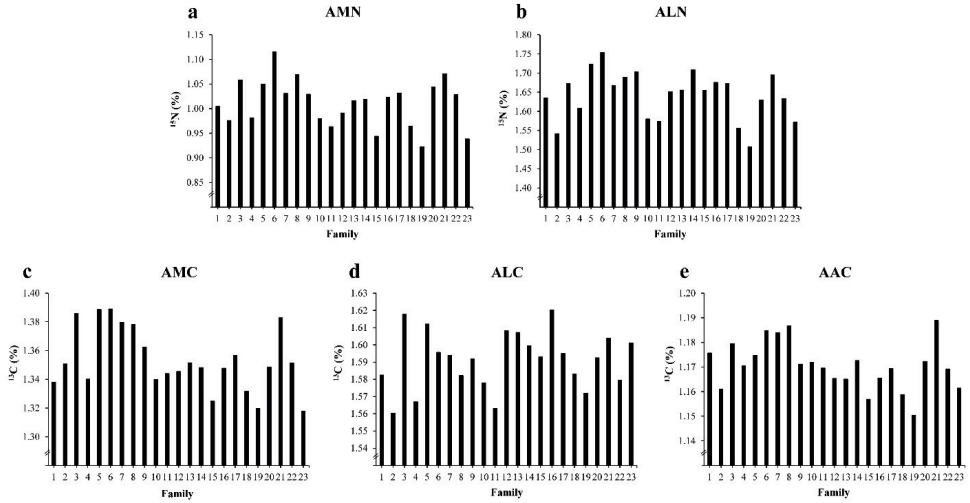 a AMN
1.15
1.10
1.05
1.00
0.95
0.90
0.85
¹⁵N (%)
1 2 3 4 5 6 7 8 9 10 11 12 13 14 15 16 17 18 19 20 21 22 23
Family
b ALN
1.80
1.75
1.70
1.65
1.60
1.55
1.50
1.45
1.40
¹⁵N (%)
1 2 3 4 5 6 7 8 9 10 11 12 13 14 15 16 17 18 19 20 21 22 23
Family
c AMC
1.40
1.38
1.36
1.34
1.32
1.30
¹³C (%)
1 2 3 4 5 6 7 8 9 10 11 12 13 14 15 16 17 18 19 20 21 22 23
Family
d ALC
1.63
1.62
1.60
1.59
1.58
1.57
1.56
1.54
¹³C (%)
1 2 3 4 5 6 7 8 9 10 11 12 13 14 15 16 17 18 19 20 21 22 23
Family
e AAC
1.20
1.19
1.18
1.17
1.16
1.15
1.14
¹³C (%)
1 2 3 4 5 6 7 8 9 10 11 12 13 14 15 16 17 18 19 20 21 22 23
Family